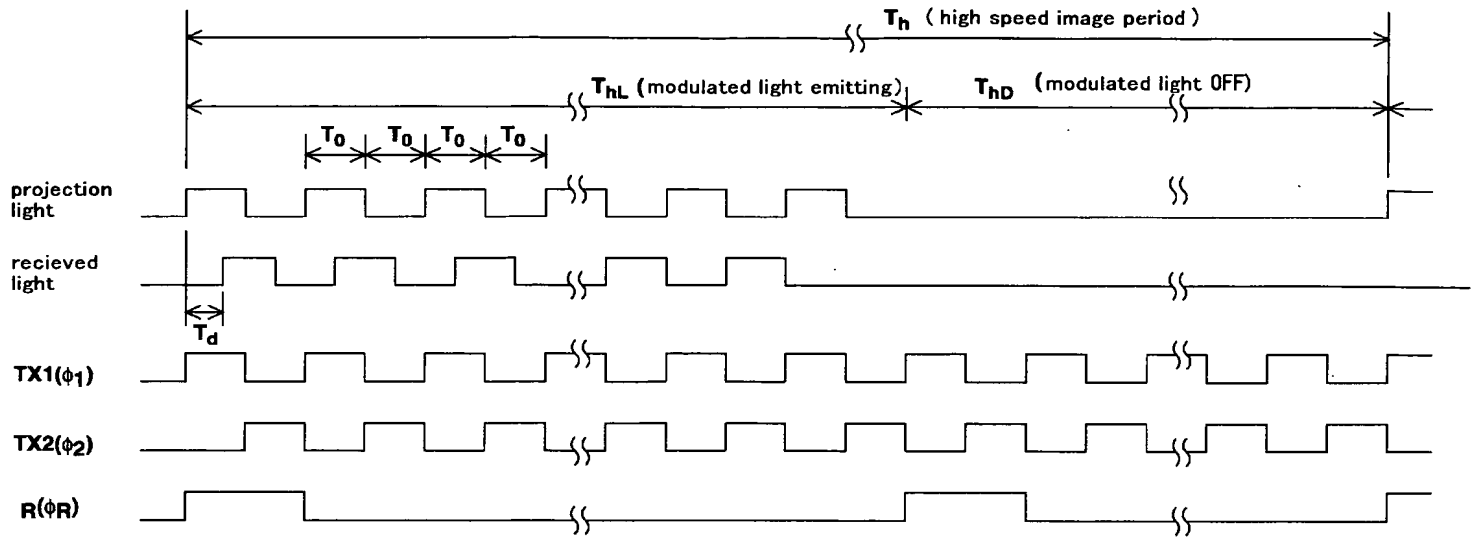 Th ( high speed image period )
ThL (modulated light emitting)
ThD (modulated light OFF)
T0 T0 T0 T0
projection
light
recieved
light
Td
TX1(ϕ1)
TX2(ϕ2)
R(ϕR)